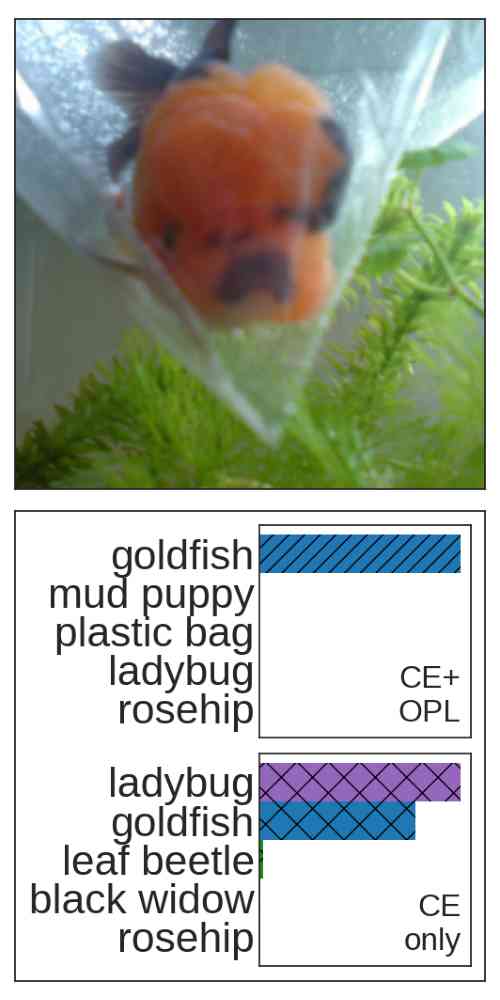 goldfish
mud puppy
plastic bag
ladybug
rosehip
CE+
OPL
ladybug
goldfish
leaf beetle
black widow
rosehip
CE
only